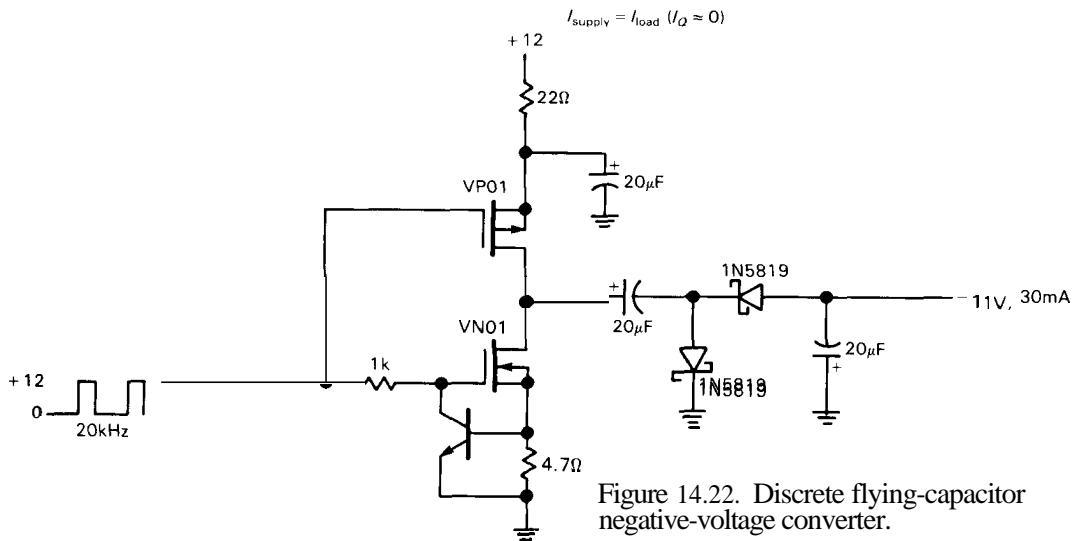 I_supply = I_load (I_Q ≈ 0)
+12
22Ω
VP01
+
20μF
1N5819
+
20μF
− 11V, 30mA
20μF
+
VN01
1k
1N5819
+12
0
20kHz
4.7Ω
Figure 14.22. Discrete flying-capacitor
negative-voltage converter.